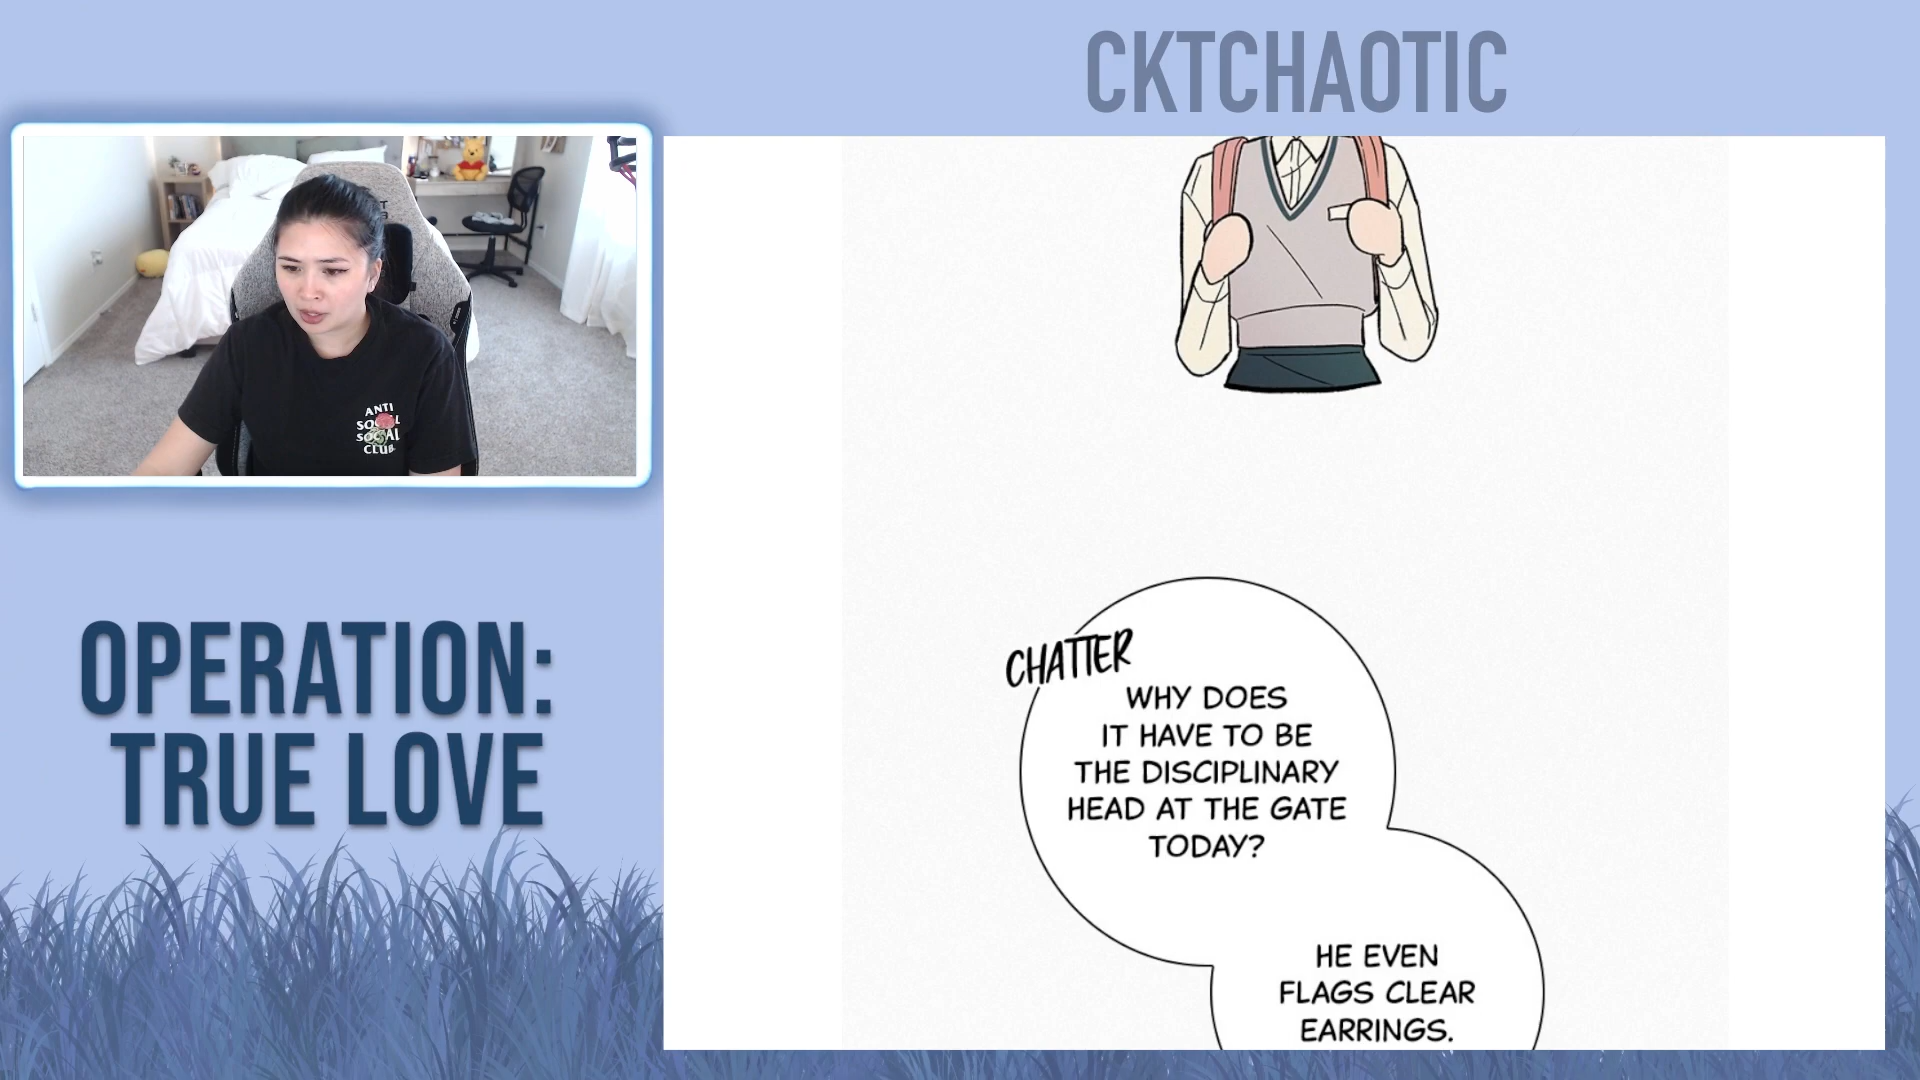 CKTCHAOTIC
ANTI
SOCIAL
SOCIAL
CLUB
OPERATION:
TRUE LOVE
CHATTER
WHY DOES
IT HAVE TO BE
THE DISCIPLINARY
HEAD AT THE GATE
TODAY?
HE EVEN
FLAGS CLEAR
EARRINGS.